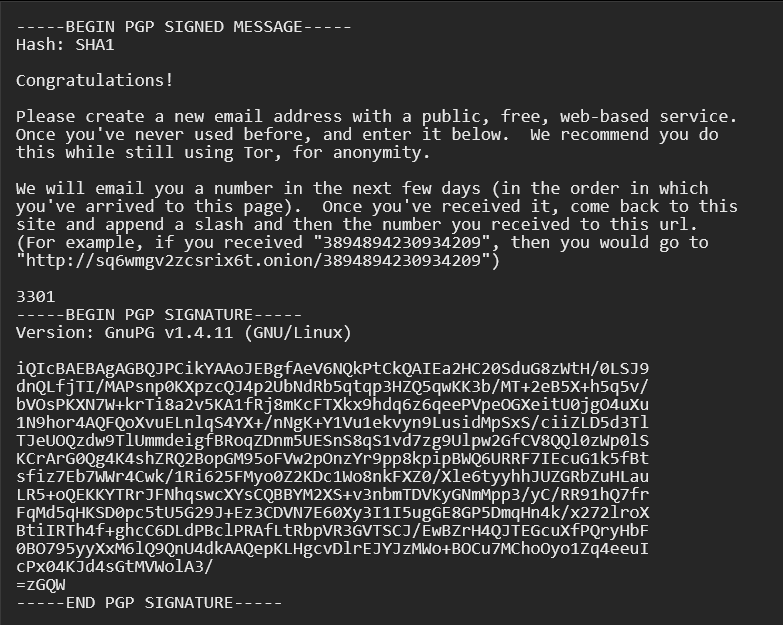 -----BEGIN PGP SIGNED MESSAGE-----
Hash: SHA1
Congratulations!
Please create a new email address with a public, free, web-based service.
Once you've never used before, and enter it below.  We recommend you do
this while still using Tor, for anonymity.
We will email you a number in the next few days (in the order in which
you've arrived to this page).  Once you've received it, come back to this
site and append a slash and then the number you received to this url.
(For example, if you received "3894894230934209", then you would go to
"http://sq6wmgv2zcsrix6t.onion/3894894230934209")
3301
-----BEGIN PGP SIGNATURE-----
Version: GnuPG v1.4.11 (GNU/Linux)
iQIcBAEBAgAGBQJPCikYAAoJEBgfAeV6NQkPtCkQAIEa2HC20SduG8zWtH/0LSJ9
dnQLfjTI/MAPsnp0KXpzcQJ4p2UbNdRb5qtqp3HZQ5qwKK3b/MT+2eB5X+h5q5v/
bVOsPKXN7W+krTi8a2v5KA1fRj8mKcFTXkx9hdq6z6qeePVpeOGXeitU0jgO4uXu
1N9hor4AQFQoXvuELnlqS4YX+/nNgK+Y1Vu1ekvyn9LusidMpSxS/ciiZLD5d3Tl
TJeUOQzdw9TlUmmdeigfBRoqZDnm5UESnS8qS1vd7zg9Ulpw2GfCV8QQl0zWp0lS
KCrArG0Qg4K4shZRQ2BopGM95oFVw2pOnzYr9pp8kpipBWQ6URRF7IEcuG1k5fBt
sfiz7Eb7WWr4Cwk/1Ri625FMyo0Z2KDc1Wo8nkFXZ0/Xle6tyyhhJUZGRbZuHLau
LR5+oQEKKYTRrJFNhqswcXYsCQBBYM2XS+v3nbmTDVKyGNmMpp3/yC/RR91hQ7fr
FqMd5qHKSD0pc5tU5G29J+Ez3CDVN7E60Xy3I1I5ugGE8GP5DmqHn4k/x272lroX
BtiIRTh4f+ghcC6DLdPBclPRAfLtRbpVR3GVTSCJ/EwBZrH4QJTEGcuXfPQryHbF
0BO795yyXxM6lQ9QnU4dkAAQepKLHgcvDlrEJYJzMWo+BOCu7MChoOyo1Zq4eeuI
cPx04KJd4sGtMVWolA3/
=zGQW
-----END PGP SIGNATURE-----